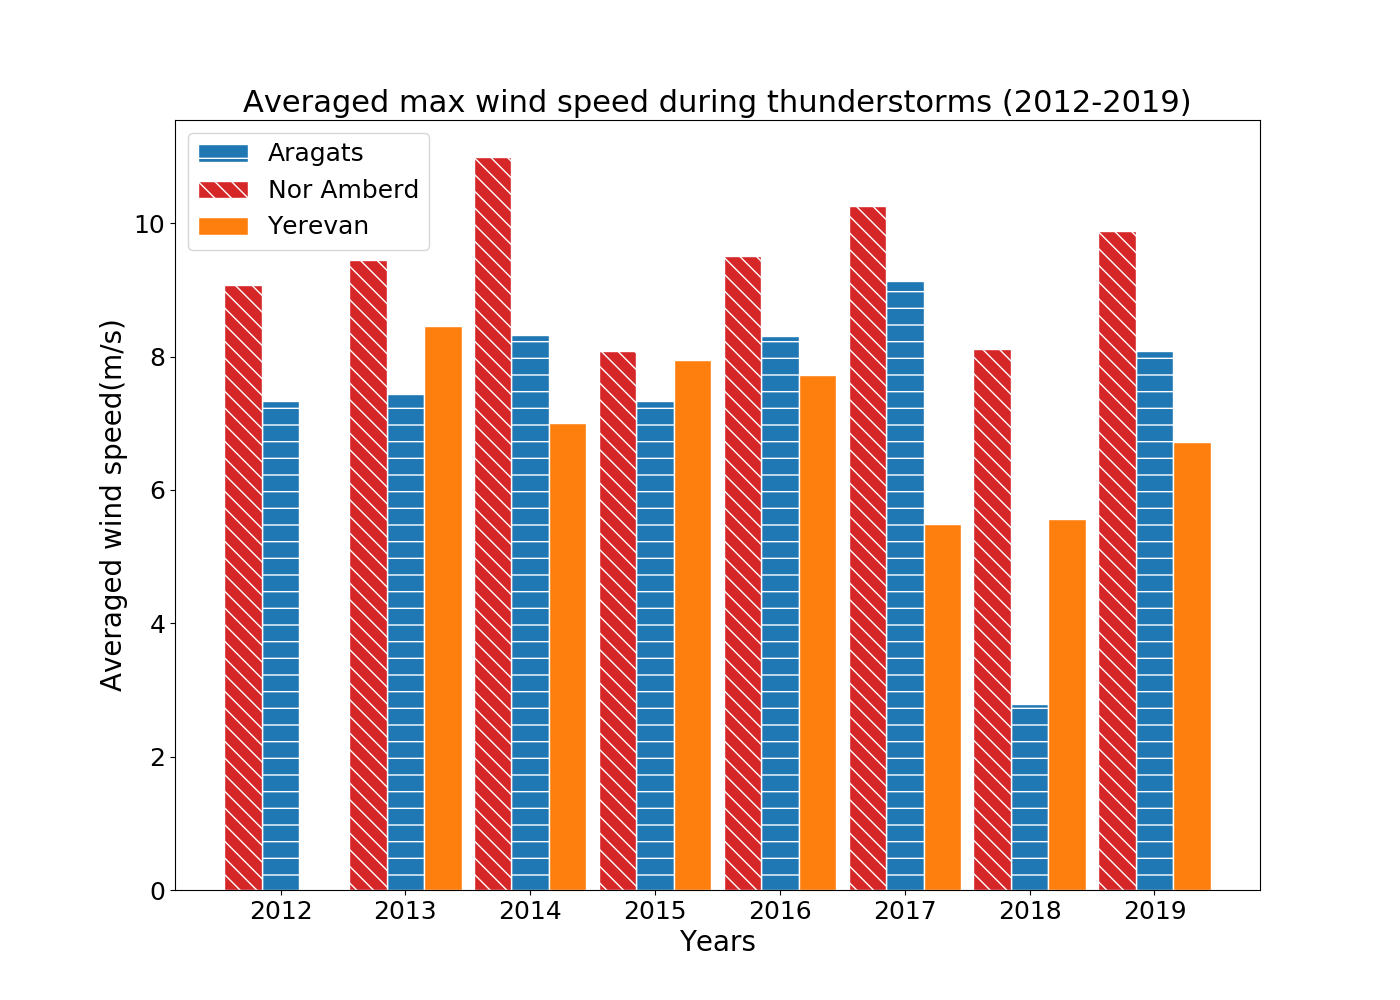 Averaged max wind speed during thunderstorms (2012-2019)
Aragats
Nor Amberd
Yerevan
Averaged wind speed(m/s)
10
8
6
4
2
0
2012 2013 2014 2015 2016 2017 2018 2019
Years